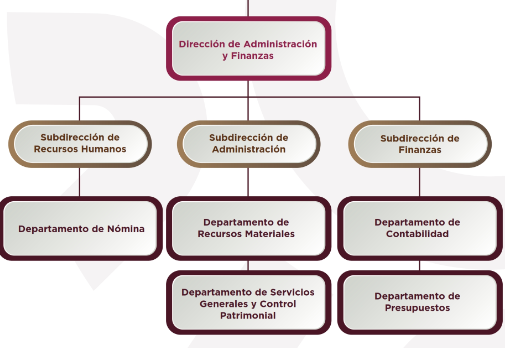 Dirección de Administración
y Finanzas
Subdirección de
Recursos Humanos
Subdirección de
Administración
Subdirección de
Finanzas
Departamento de Nómina
Departamento de
Recursos Materiales
Departamento de
Contabilidad
Departamento de Servicios
Generales y Control
Patrimonial
Departamento de
Presupuestos